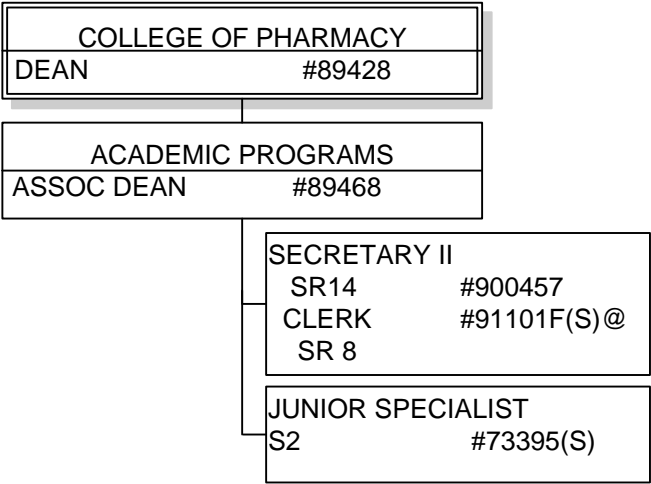 COLLEGE OF PHARMACY
DEAN #89428
ACADEMIC PROGRAMS
ASSOC DEAN #89468
SECRETARY II
SR14 #900457
CLERK #91101F(S)@
SR 8
JUNIOR SPECIALIST
S2 #73395(S)